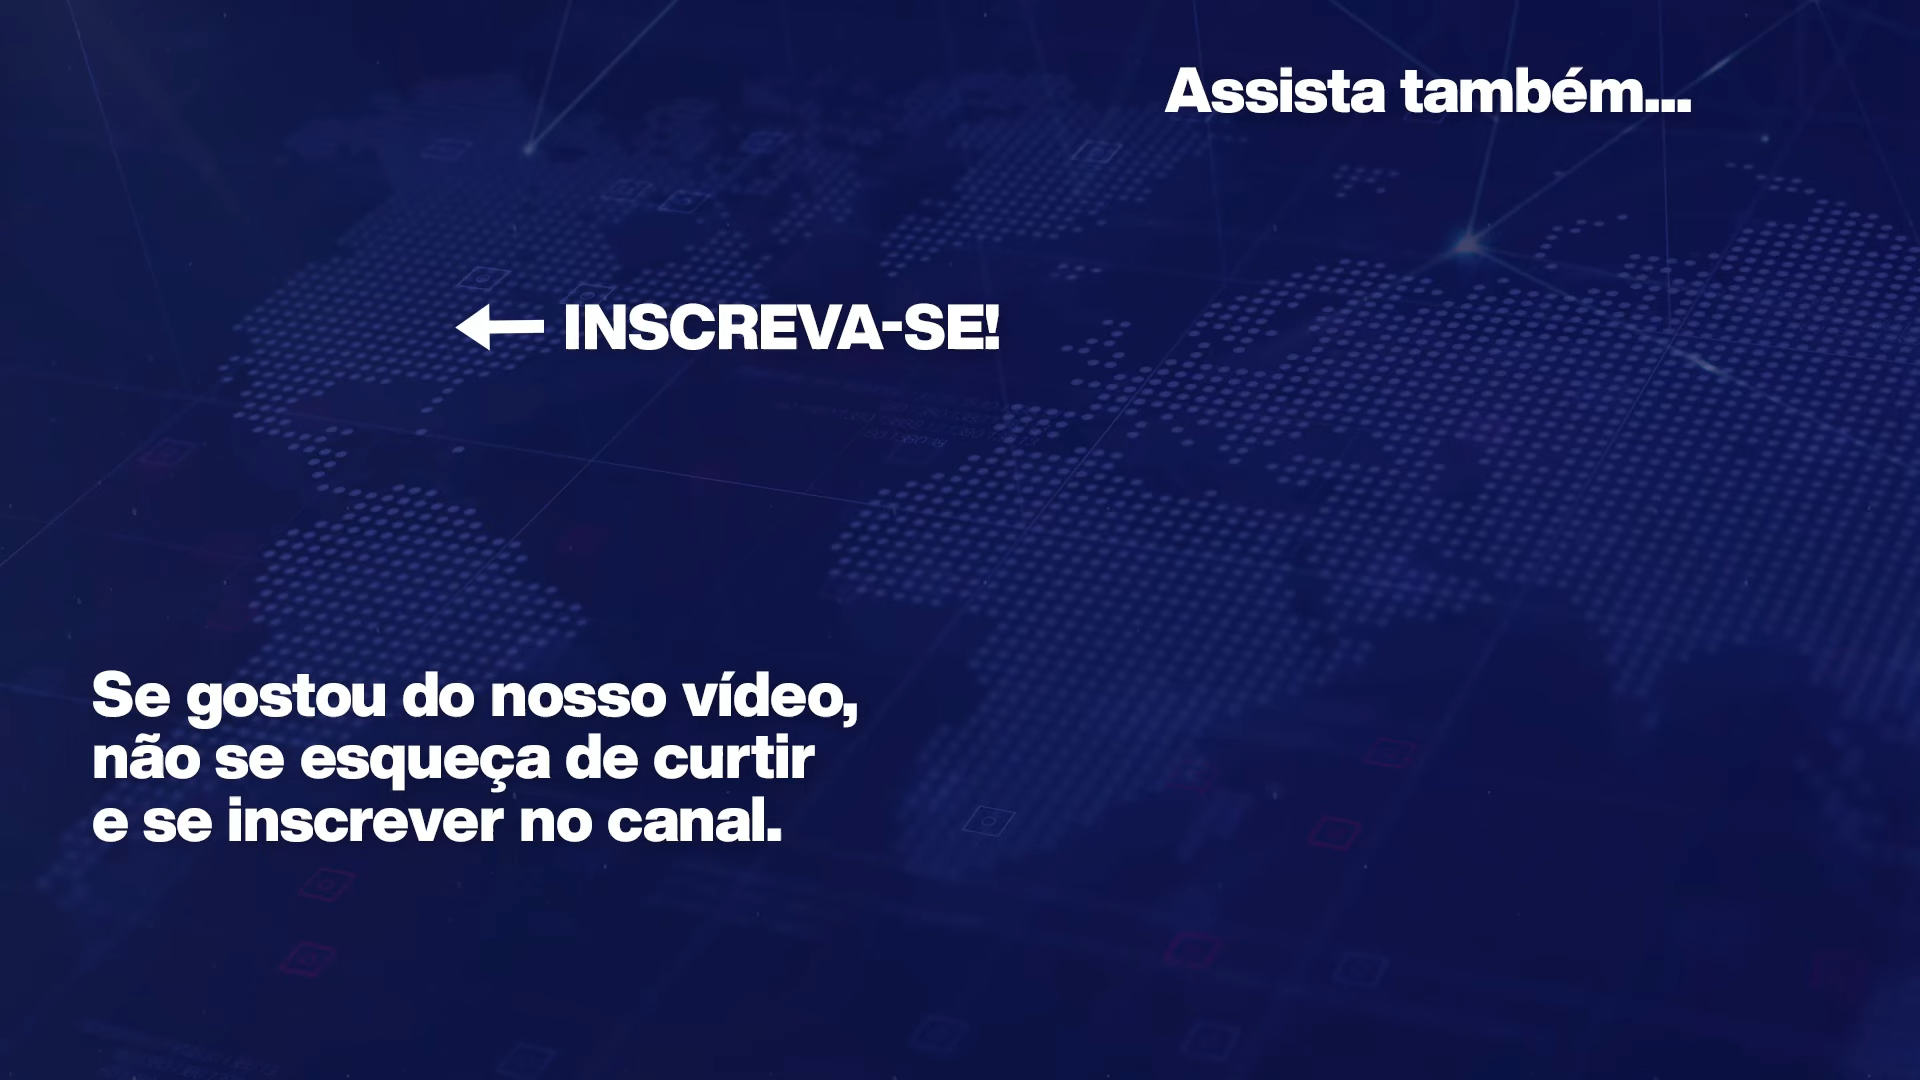 Assista também...
INSCREVA-SE!
Se gostou do nosso vídeo,
não se esqueça de curtir
e se inscrever no canal.